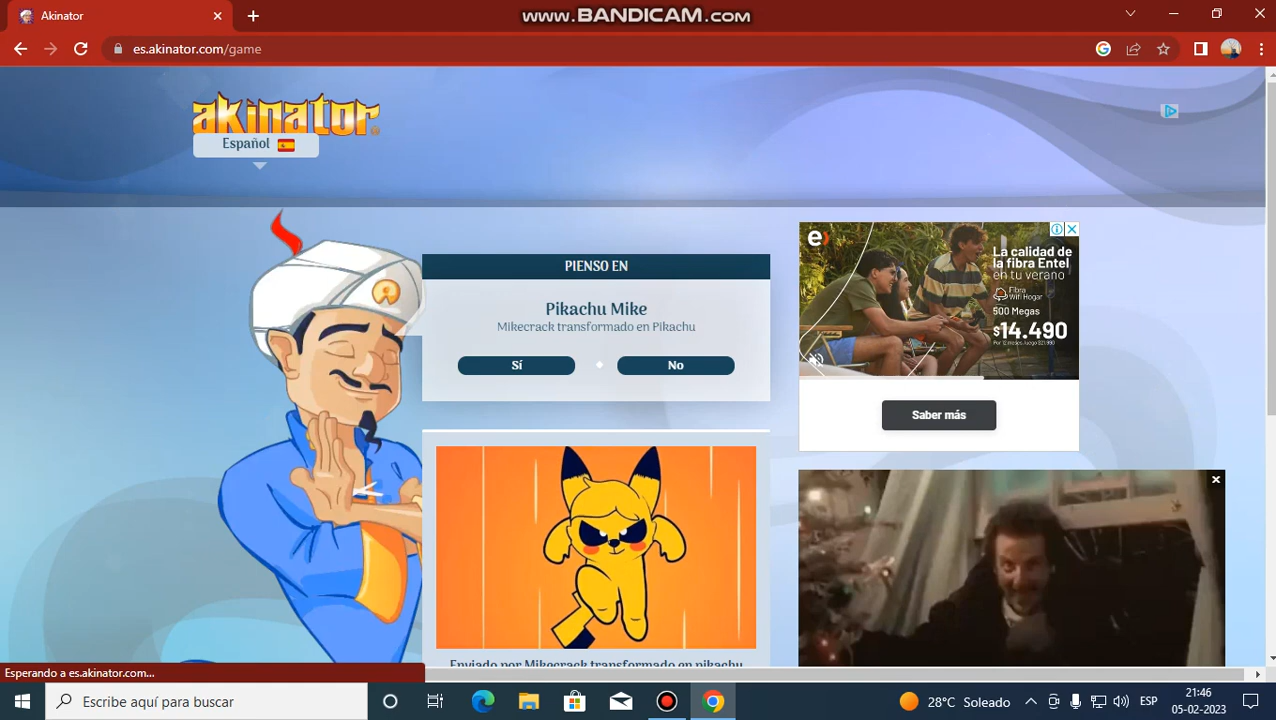 Akinator
www.BANDICAM.com
es.akinator.com/game
akinator
Español
PIENSO EN
Pikachu Mike
Mikecrack transformado en Pikachu
Sí
No
Enviado por Mikecrack transformado en pikachu
e)
La calidad de
la fibra Entel
en tu verano
Fibra
Wifi Hogar
500 Megas
$14.490
Saber más
Esperando a es.akinator.com...
Escribe aquí para buscar
28°C Soleado
ESP
21:46
05-02-2023